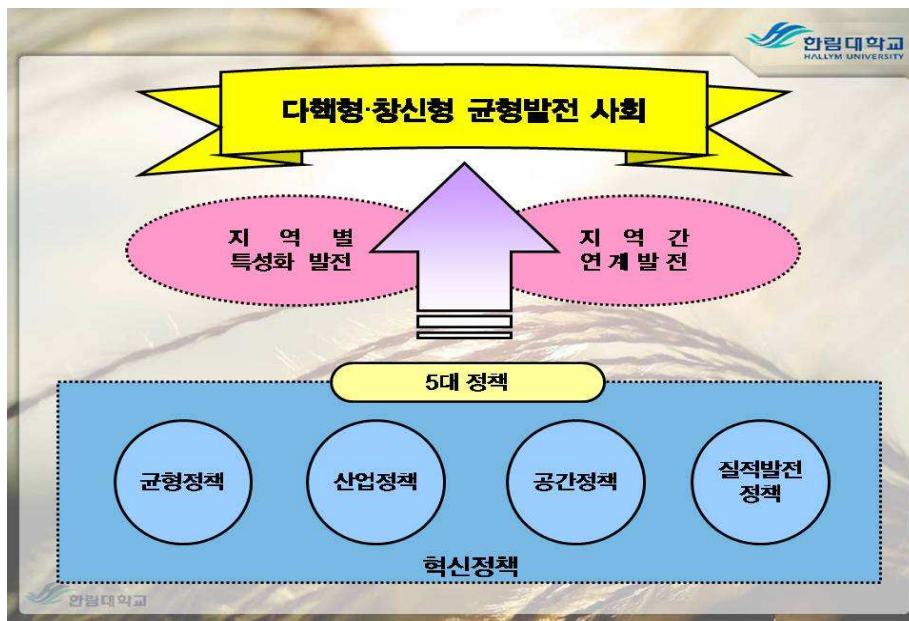 한림대학교
HALLYM UNIVERSITY
다핵형·창신형 균형발전 사회
지 역 별
특성화 발전
지 역 간
연계발전
5대 정책
균형정책
산업정책
공간정책
질적발전
정책
혁신정책
한림대학교